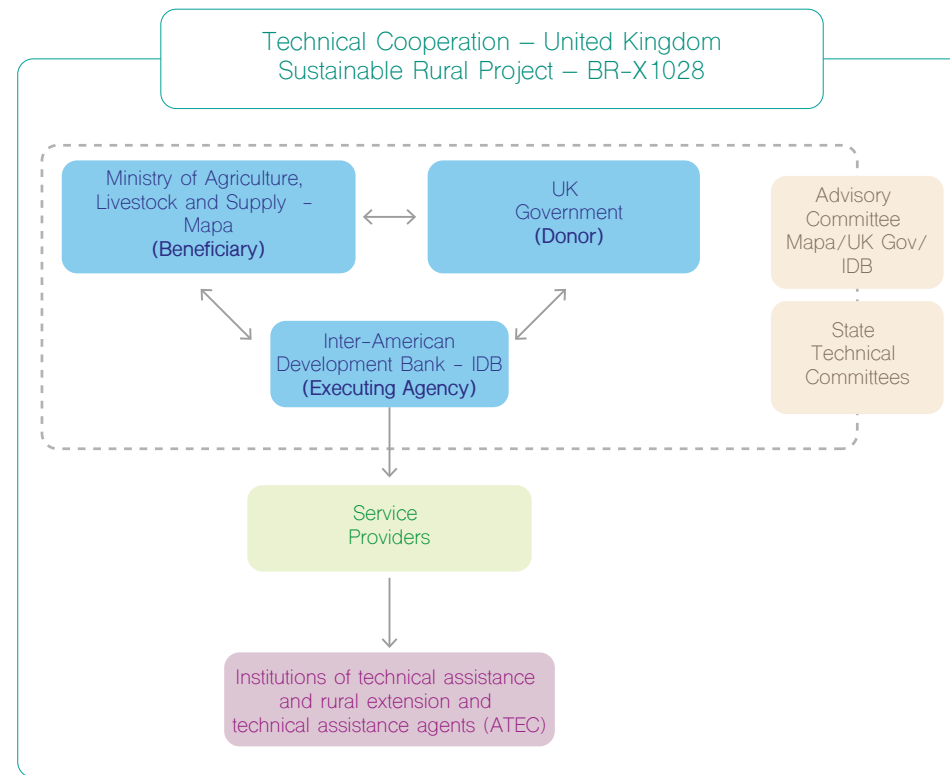 Technical Cooperation – United Kingdom
Sustainable Rural Project – BR-X1028
Ministry of Agriculture,
Livestock and Supply -
Mapa
(Beneficiary)
UK
Government
(Donor)
Advisory
Committee
Mapa/UK Gov/
IDB
Inter-American
Development Bank - IDB
(Executing Agency)
State
Technical
Committees
Service
Providers
Institutions of technical assistance
and rural extension and
technical assistance agents (ATEC)